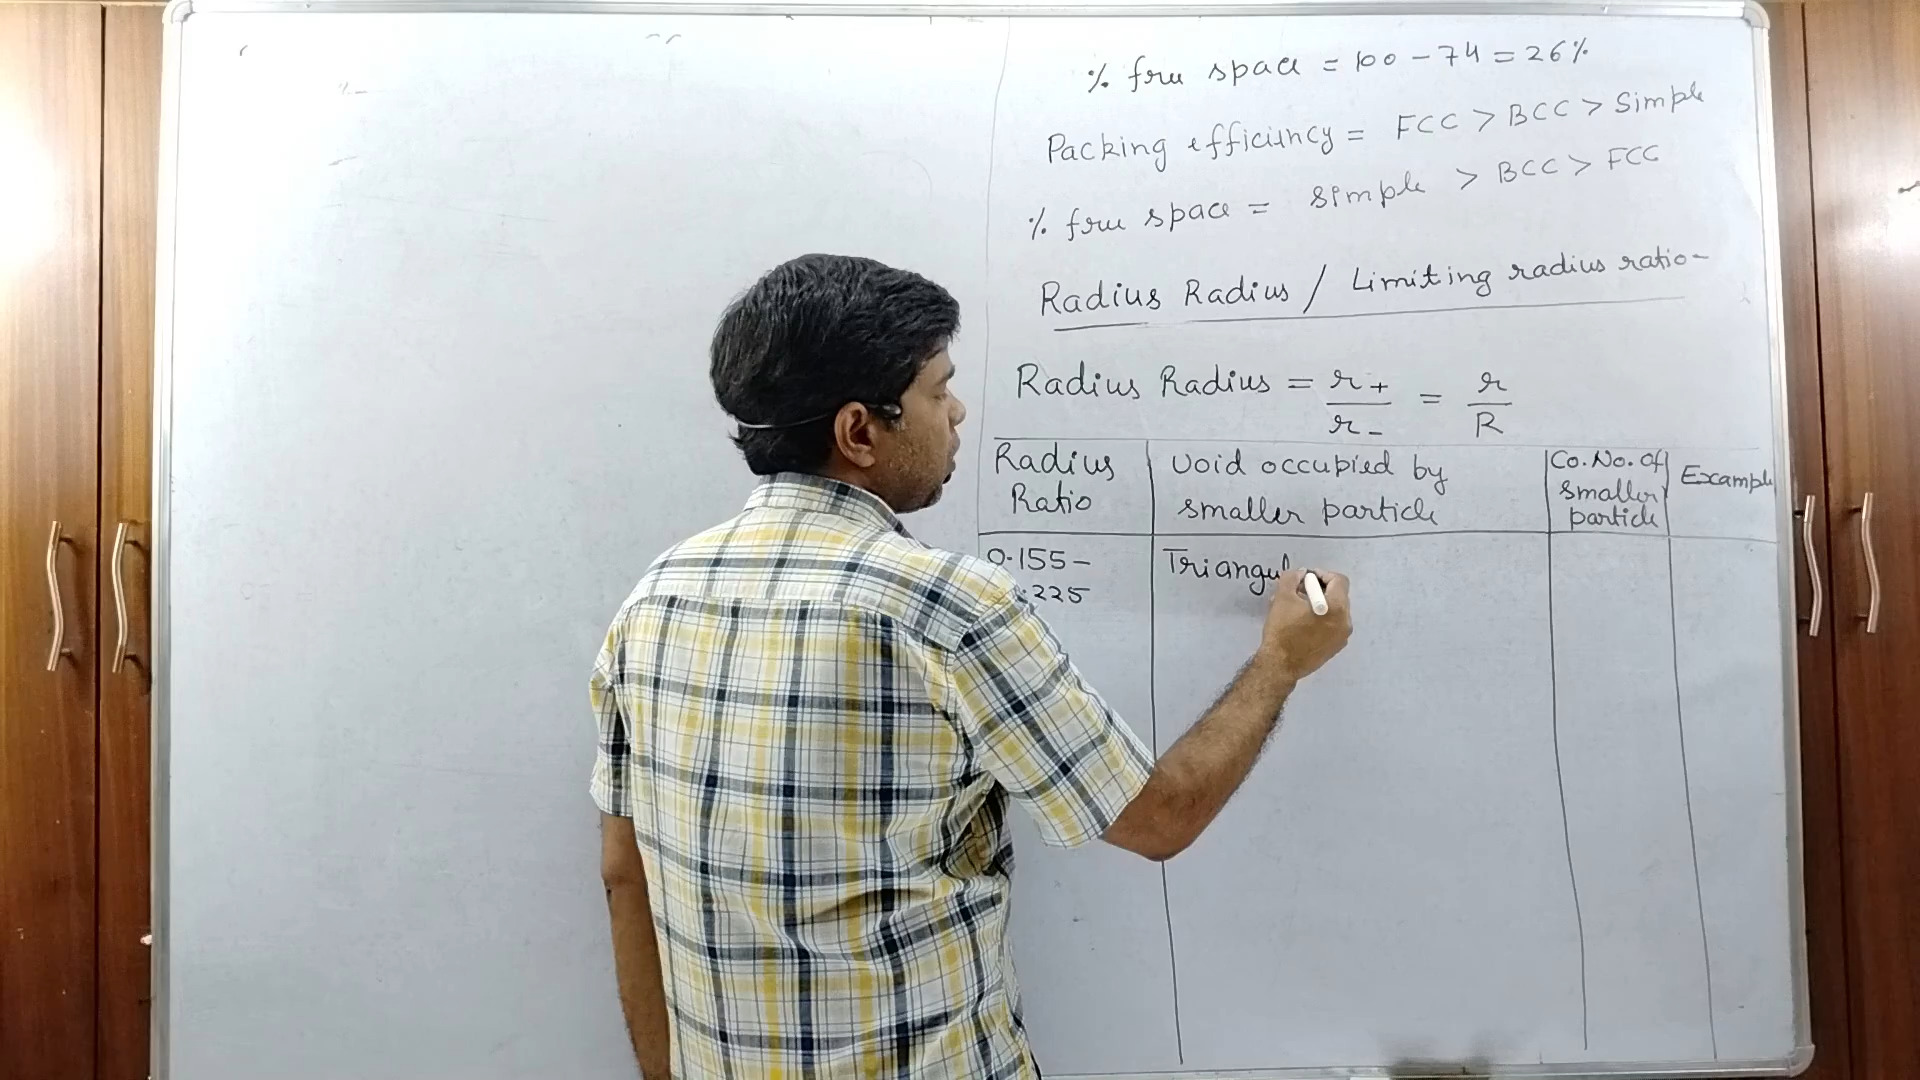 % free space = 100 - 74 = 26%
Packing efficiency = FCC > BCC > Simple
% free space = simple > BCC > FCC
Radius Radius / Limiting radius ratio-
Radius Radius = r+ / r- = r / R
Radius
Ratio
Void occupied by
smaller particle
Co. No. of
smaller
particle
Example
0.155-
.225
Triangul